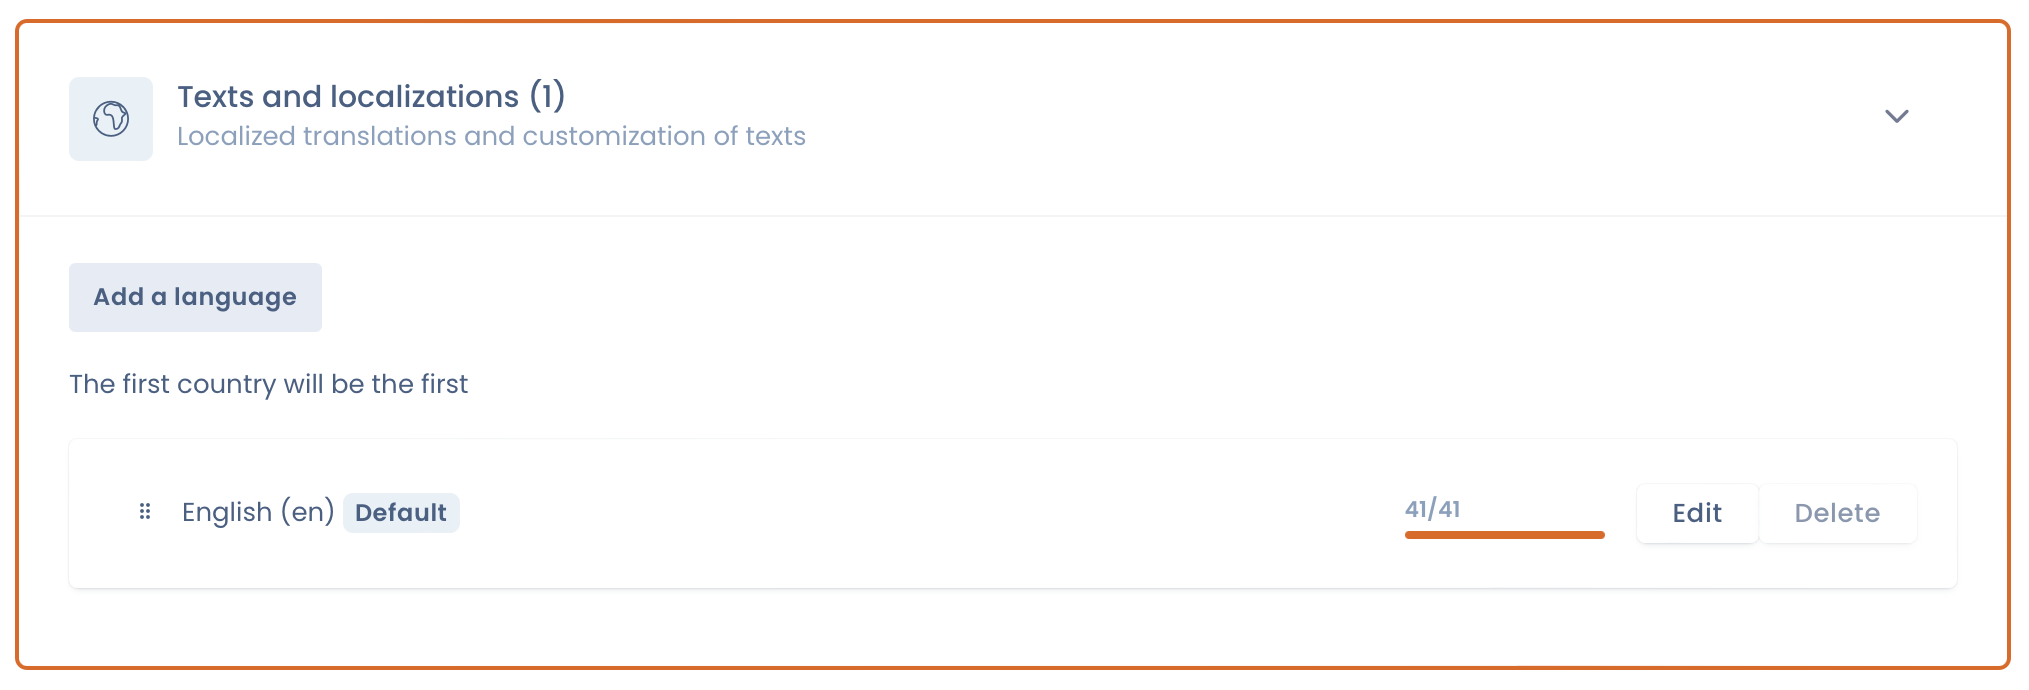 Texts and localizations (1)
Localized translations and customization of texts
Add a language
The first country will be the first
English (en) Default 41/41 Edit Delete